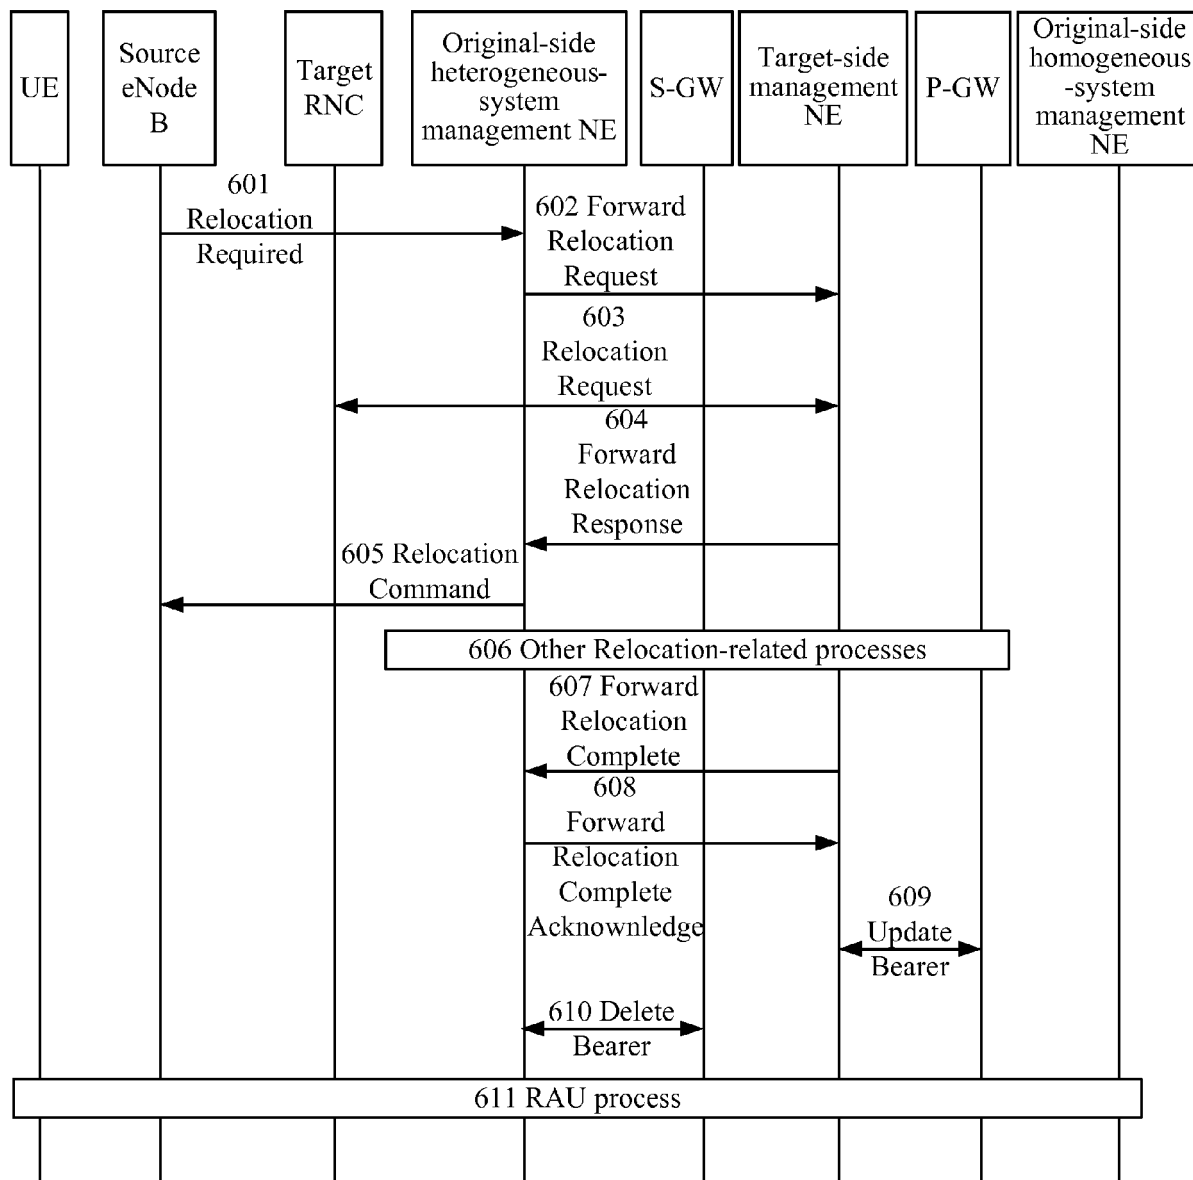 UE
Source
eNode
B
Target
RNC
Original-side
heterogeneous-
system
management NE
S-GW
Target-side
management
NE
P-GW
Original-side
homogeneous
-system
management
NE
601
Relocation
Required
602 Forward
Relocation
Request
603
Relocation
Request
604
Forward
Relocation
Response
605 Relocation
Command
606 Other Relocation-related processes
607 Forward
Relocation
Complete
608
Forward
Relocation
Complete
Acknownledge
609
Update
Bearer
610 Delete
Bearer
611 RAU process